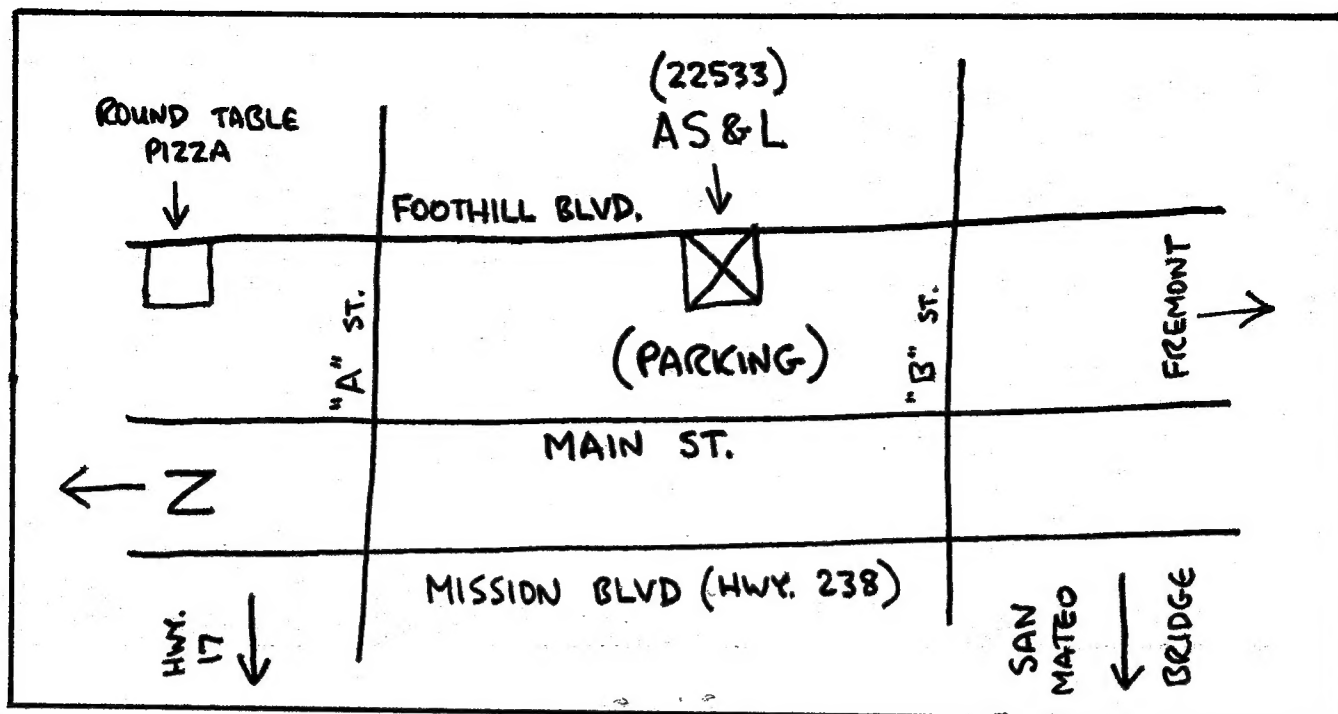 (22533)
AS&L
ROUND TABLE
PIZZA
FOOTHILL BLVD.
"A" ST.
"B" ST.
FREMONT
(PARKING)
MAIN ST.
N
MISSION BLVD (HWY. 238)
HWY.
17
SAN
MATEO
BRIDGE